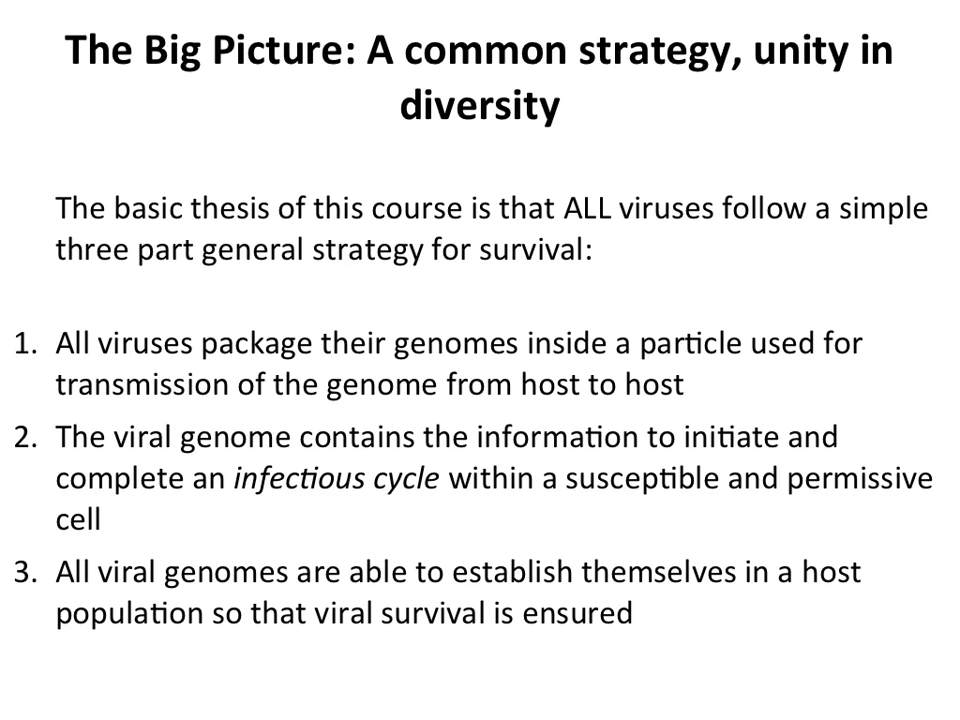 The Big Picture: A common strategy, unity in
diversity
The basic thesis of this course is that ALL viruses follow a simple
three part general strategy for survival:
1. All viruses package their genomes inside a particle used for
transmission of the genome from host to host
2. The viral genome contains the information to initiate and
complete an infectious cycle within a susceptible and permissive
cell
3. All viral genomes are able to establish themselves in a host
population so that viral survival is ensured